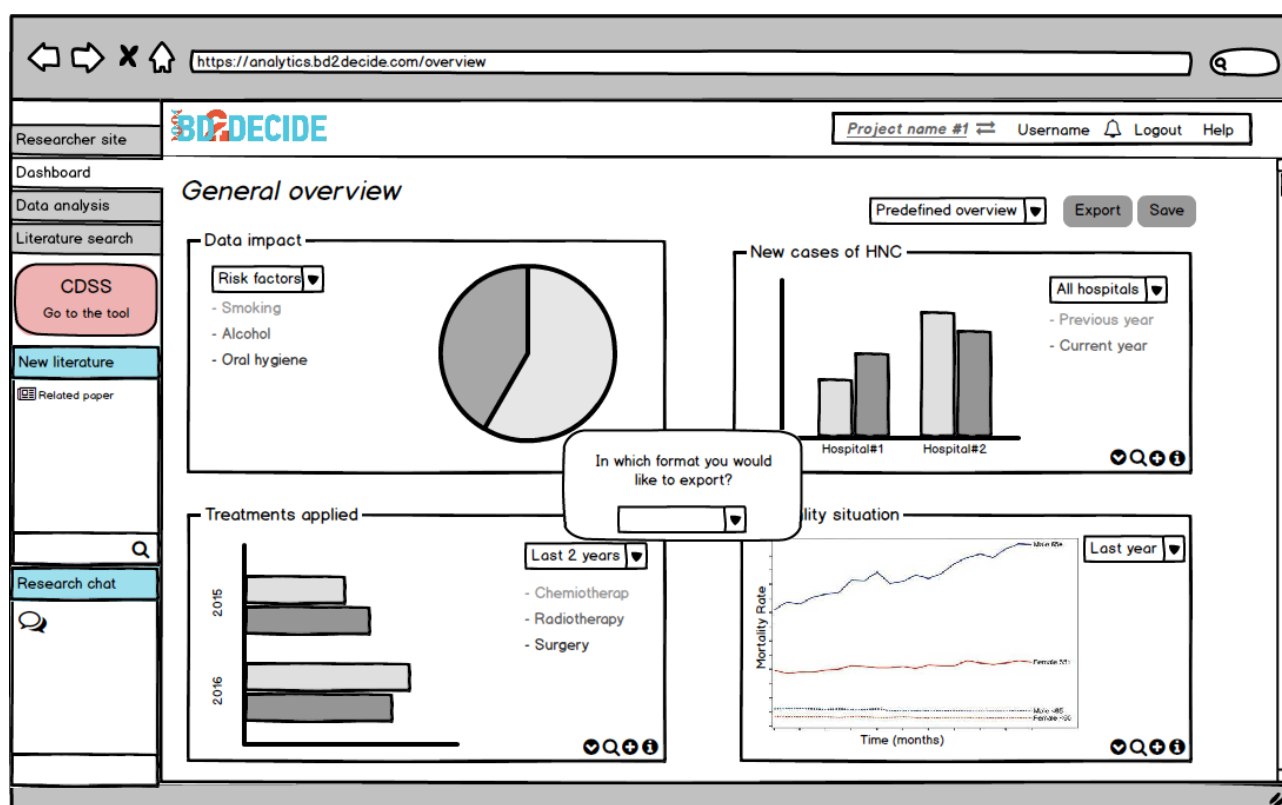 https://analytics.bd2decide.com/overview
BD2DECIDE
Project name #1
Username
Logout
Help
Researcher site
Dashboard
Data analysis
Literature search
CDSS
Go to the tool
New literature
Related paper
Research chat
General overview
Predefined overview
Export
Save
Data impact
Risk factors
- Smoking
- Alcohol
- Oral hygiene
New cases of HNC
All hospitals
- Previous year
- Current year
Hospital#1
Hospital#2
In which format you would
like to export?
Treatments applied
Last 2 years
- Chemiotherap
- Radiotherapy
- Surgery
2015
2016
lity situation
Last year
Mortality Rate
Time (months)